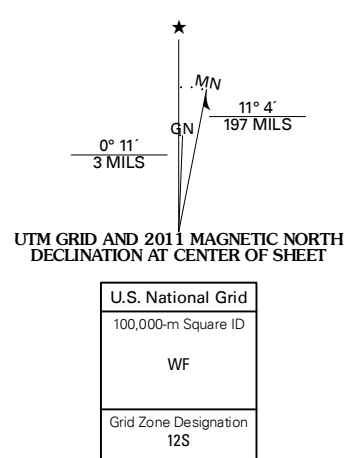 ★
MN
11° 4´
197 MILS
GN
0° 11´
3 MILS
UTM GRID AND 2011 MAGNETIC NORTH
DECLINATION AT CENTER OF SHEET
U.S. National Grid
100,000-m Square ID
WF
Grid Zone Designation
12S